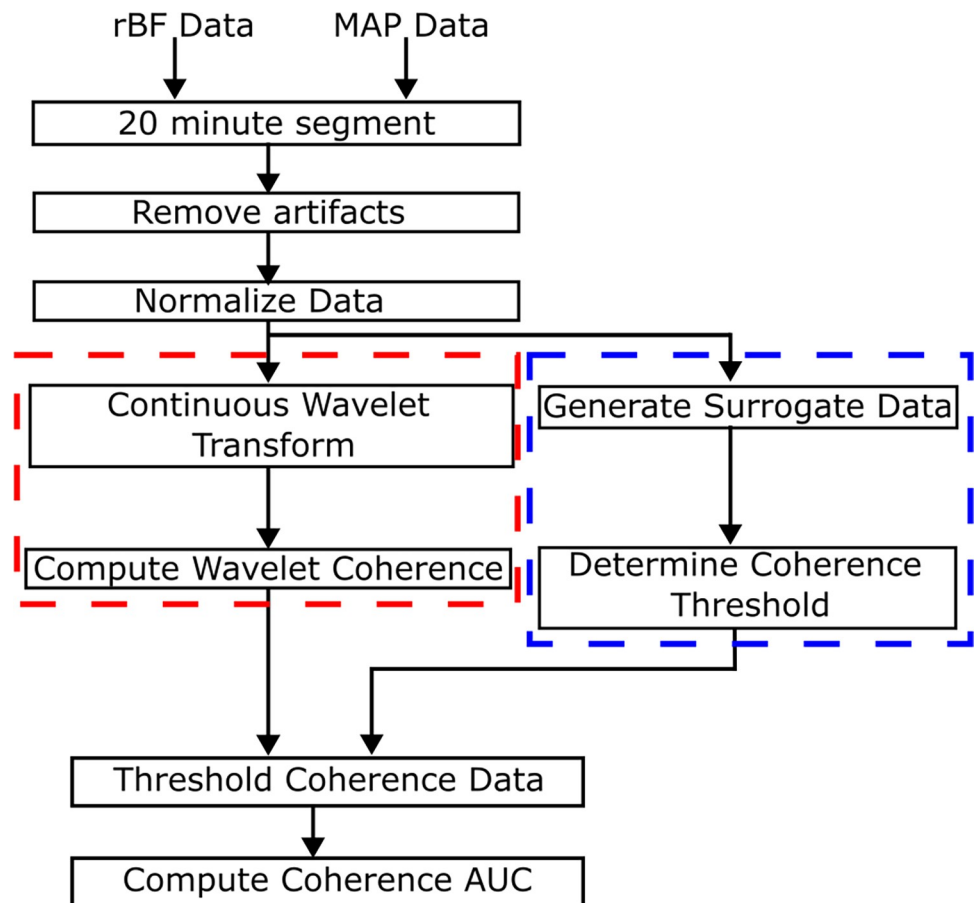 rBF Data
MAP Data
20 minute segment
Remove artifacts
Normalize Data
Continuous Wavelet
Transform
Compute Wavelet Coherence
Generate Surrogate Data
Determine Coherence
Threshold
Threshold Coherence Data
Compute Coherence AUC